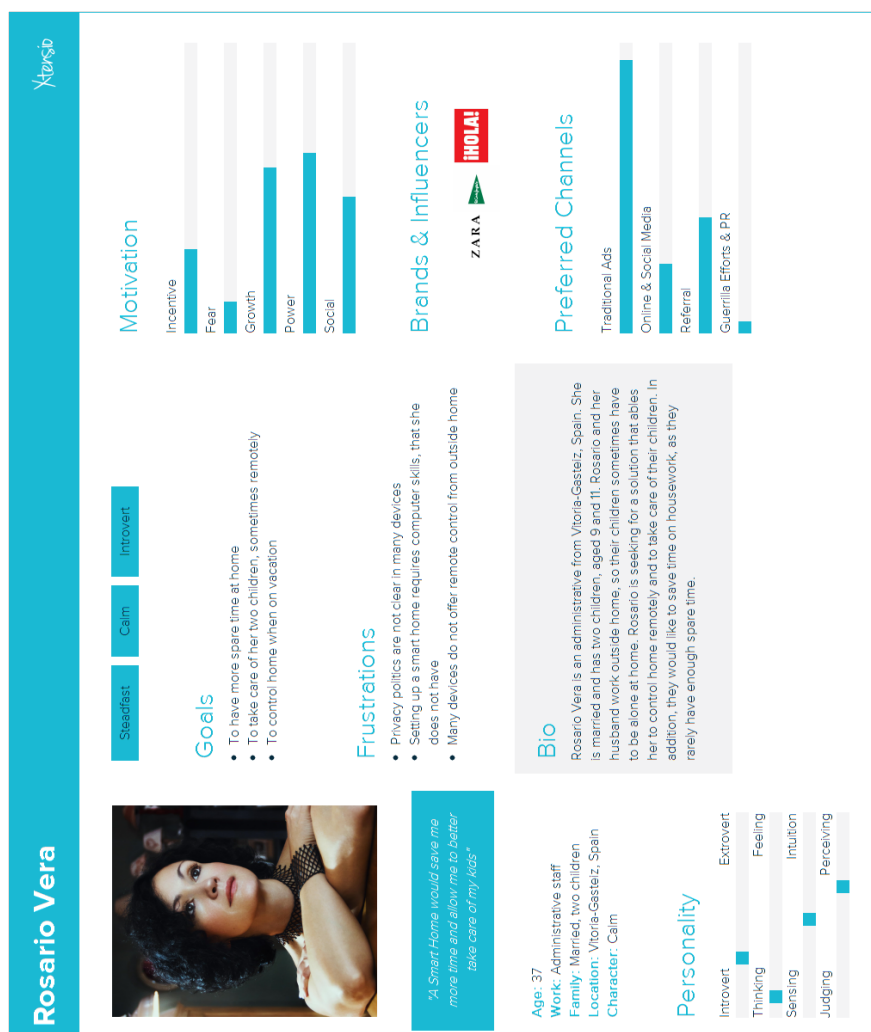 Rosario Vera
Xtensio
"A Smart Home would save me
more time and allow me to better
take care of my kids"
Age: 37
Work: Administrative staff
Family: Married, two children
Location: Vitoria-Gasteiz, Spain
Character: Calm
Personality
Introvert Extrovert
Thinking Feeling
Sensing Intuition
Judging Perceiving
Steadfast Calm Introvert
Goals
• To have more spare time at home
• To take care of her two children, sometimes remotely
• To control home when on vacation
Frustrations
• Privacy politics are not clear in many devices
• Setting up a smart home requires computer skills, that she
does not have
• Many devices do not offer remote control from outside home
Bio
Rosario Vera is an administrative from Vitoria-Gasteiz, Spain. She
is married and has two children, aged 9 and 11. Rosario and her
husband work outside home, so their children sometimes have
to be alone at home. Rosario is seeking for a solution that ables
her to control home remotely and to take care of their children. In
addition, they would like to save time on housework, as they
rarely have enough spare time.
Motivation
Incentive
Fear
Growth
Power
Social
Brands & Influencers
ZARA
¡HOLA!
Preferred Channels
Traditional Ads
Online & Social Media
Referral
Guerrilla Efforts & PR